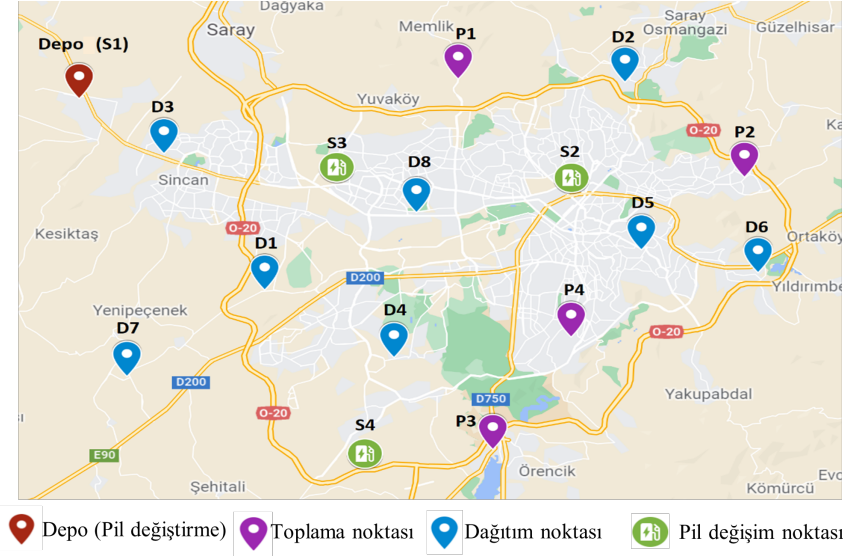 Dağyaka
Saray
Memlik
P1
Saray
Osmangazi
Güzelhisar
Depo (S1)
D2
Yuvaköy
D3
O-20
P2
S3
D8
S2
Sincan
D5
Kesiktaş
O-20
D1
D6
Ortaköy
D200
Yıldırımbe
Yenipeçenek
D7
D4
P4
O-20
D200
D750
Yakupabdal
O-20
S4
P3
E90
Örencik
Şehitali
Evc
Kömürcü
Depo (Pil değiştirme)
Toplama noktası
Dağıtım noktası
Pil değişim noktası